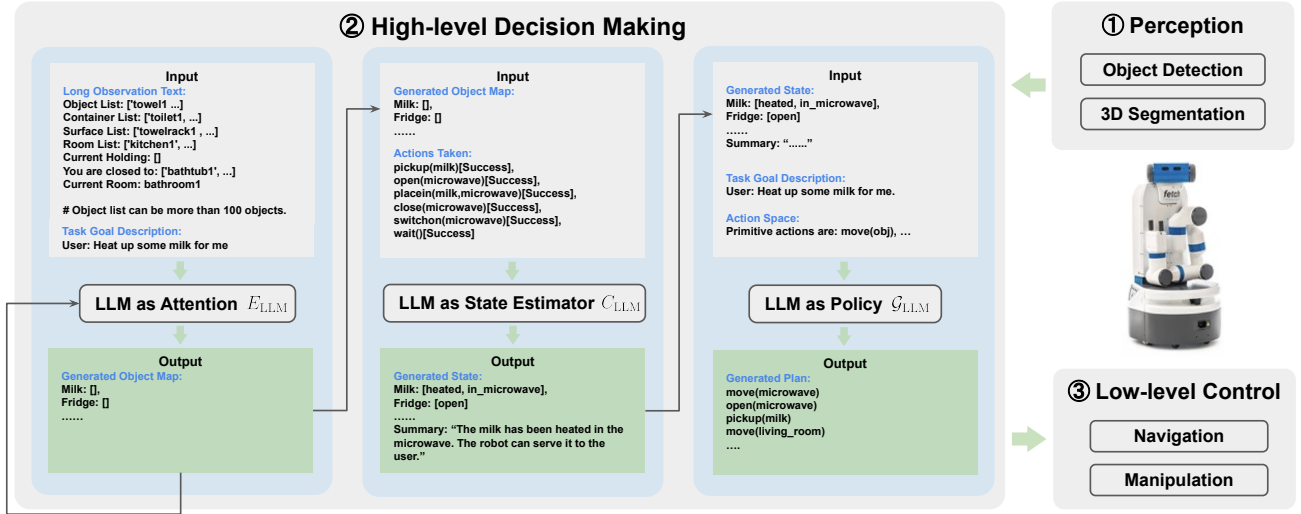 ② High-level Decision Making
Input
Long Observation Text:
Object List: ['towel1 ...]
Container List: ['toilet1, ...]
Surface List: ['towelrack1 , ...]
Room List: ['kitchen1', ...]
Current Holding: []
You are closed to: ['bathtub1', ...]
Current Room: bathroom1
# Object list can be more than 100 objects.
Task Goal Description:
User: Heat up some milk for me
LLM as Attention E_LLM
Output
Generated Object Map:
Milk: [],
Fridge: []
……
Input
Generated Object Map:
Milk: [],
Fridge: []
……
Actions Taken:
pickup(milk)[Success],
open(microwave)[Success],
placein(milk,microwave)[Success],
close(microwave)[Success],
switchon(microwave)[Success],
wait()[Success]
LLM as State Estimator C_LLM
Output
Generated State:
Milk: [heated, in_microwave],
Fridge: [open]
……
Summary: “The milk has been heated in the
microwave. The robot can serve it to the
user.”
Input
Generated State:
Milk: [heated, in_microwave],
Fridge: [open]
……
Summary: “......”
Task Goal Description:
User: Heat up some milk for me.
Action Space:
Primitive actions are: move(obj), …
LLM as Policy 𝒢_LLM
Output
Generated Plan:
move(microwave)
open(microwave)
pickup(milk)
move(living_room)
….
① Perception
Object Detection
3D Segmentation
fetch
③ Low-level Control
Navigation
Manipulation